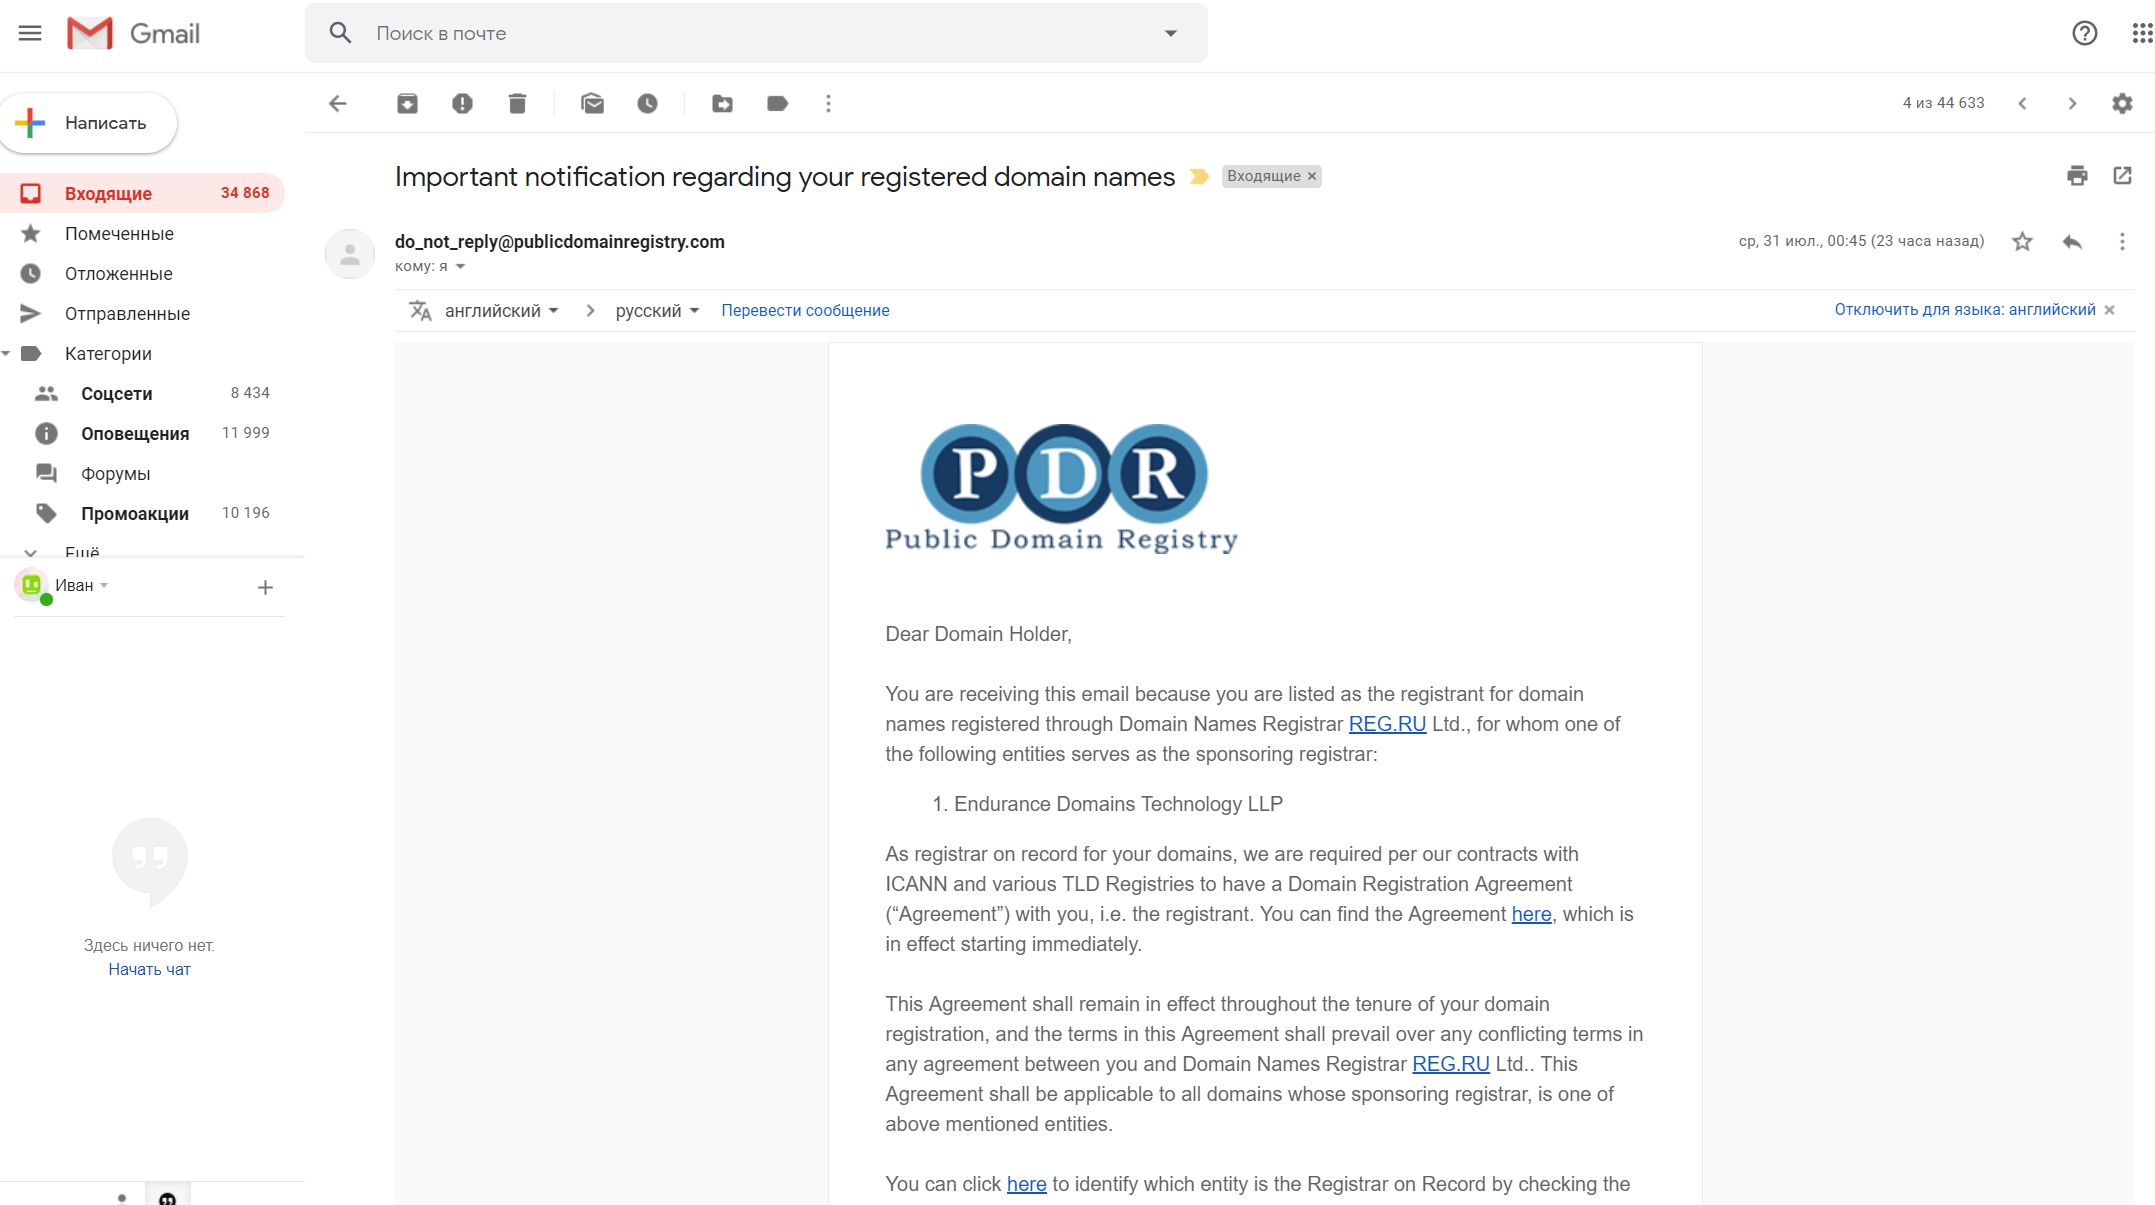 Gmail
Поиск в почте
4 из 44 633
Написать
Входящие 34 868
Помеченные
Отложенные
Отправленные
Категории
Соцсети 8 434
Оповещения 11 999
Форумы
Промоакции 10 196
Ещё
Иван
Здесь ничего нет.
Начать чат
Important notification regarding your registered domain names
Входящие ×
do_not_reply@publicdomainregistry.com
кому: я
ср, 31 июл., 00:45 (23 часа назад)
английский
русский
Перевести сообщение
Отключить для языка: английский ×
PDR
Public Domain Registry
Dear Domain Holder,
You are receiving this email because you are listed as the registrant for domain
names registered through Domain Names Registrar REG.RU Ltd., for whom one of
the following entities serves as the sponsoring registrar:
1. Endurance Domains Technology LLP
As registrar on record for your domains, we are required per our contracts with
ICANN and various TLD Registries to have a Domain Registration Agreement
(“Agreement”) with you, i.e. the registrant. You can find the Agreement here, which is
in effect starting immediately.
This Agreement shall remain in effect throughout the tenure of your domain
registration, and the terms in this Agreement shall prevail over any conflicting terms in
any agreement between you and Domain Names Registrar REG.RU Ltd.. This
Agreement shall be applicable to all domains whose sponsoring registrar, is one of
above mentioned entities.
You can click here to identify which entity is the Registrar on Record by checking the